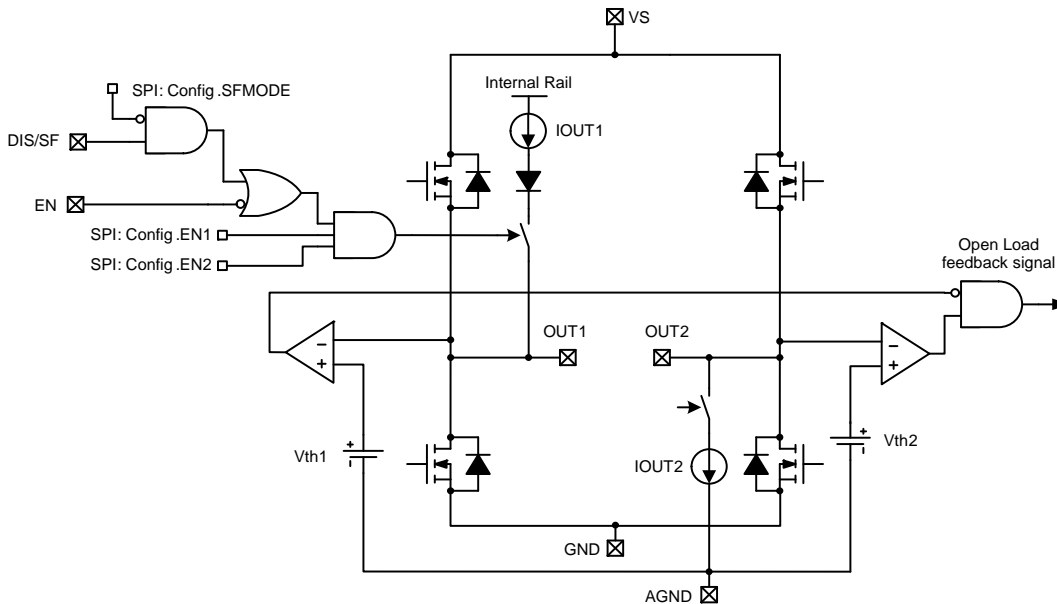 VS
SPI: Config.SFMODE
Internal Rail
DIS/SF
IOUT1
EN
SPI: Config.EN1
SPI: Config.EN2
Open Load
feedback signal
OUT1
OUT2
-
+
-
+
+
-
Vth1
+
-
Vth2
IOUT2
GND
AGND